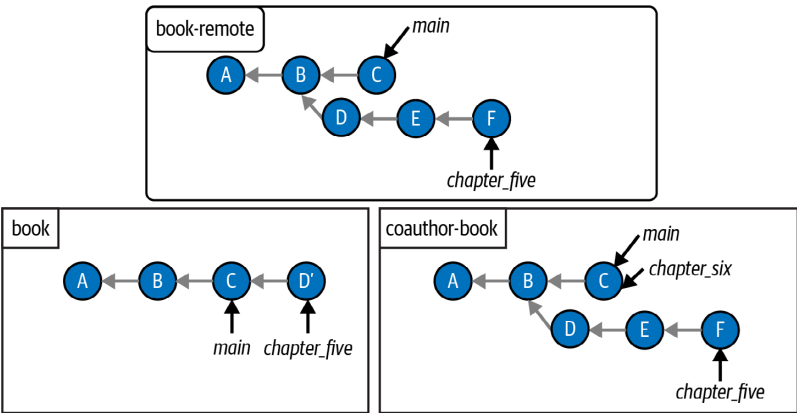 book-remote
main
A B C
D E F
chapter_five
book
A B C D'
main chapter_five
coauthor-book
main
chapter_six
A B C
D E F
chapter_five